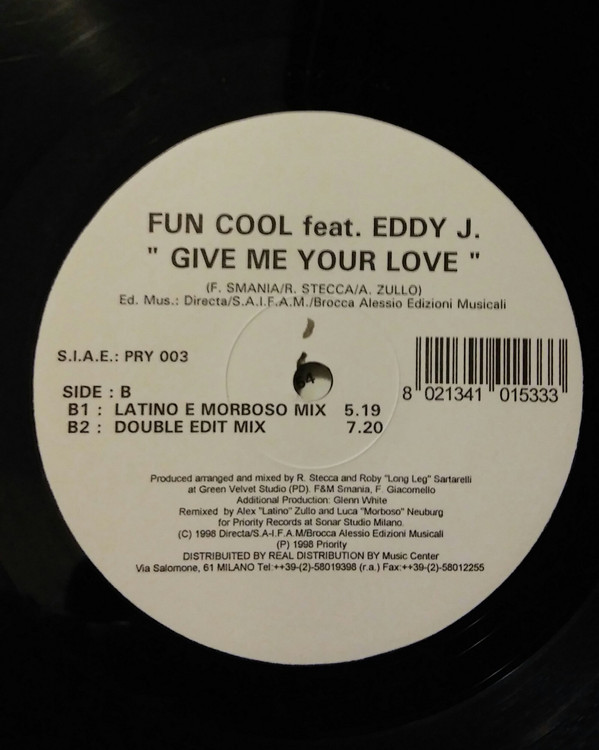 FUN COOL feat. EDDY J.
" GIVE ME YOUR LOVE "
(F. SMANIA/R. STECCA/A. ZULLO)
Ed. Mus.: Directa/S.A.I.F.A.M./Brocca Alessio Edizioni Musicali
S.I.A.E.: PRY 003
8 021341 015333
SIDE : B
B1 : LATINO E MORBOSO MIX 5.19
B2 : DOUBLE EDIT MIX 7.20
Produced arranged and mixed by R. Stecca and Roby "Long Leg" Sartarelli
at Green Velvet Studio (PD). F&M Smania, F. Giacomello
Additional Production: Glenn White
Remixed by Alex "Latino" Zullo and Luca "Morboso" Neuburg
for Priority Records at Sonar Studio Milano.
(C) 1998 Directa/S.A-I.F.A.M/Brocca Alessio Edizioni Musicali
(P) 1998 Priority
DISTRIBUITED BY REAL DISTRIBUTION BY Music Center
Via Salomone, 61 MILANO Tel:++39-(2)-58019398 (r.a.) Fax:++39-(2)-58012255